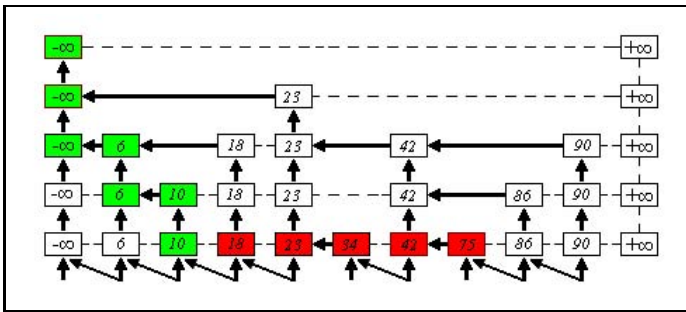 -∞ +∞
-∞ 23 +∞
-∞ 6 18 23 42 90 +∞
-∞ 6 10 18 23 42 86 90 +∞
-∞ 6 10 18 23 34 42 75 86 90 +∞